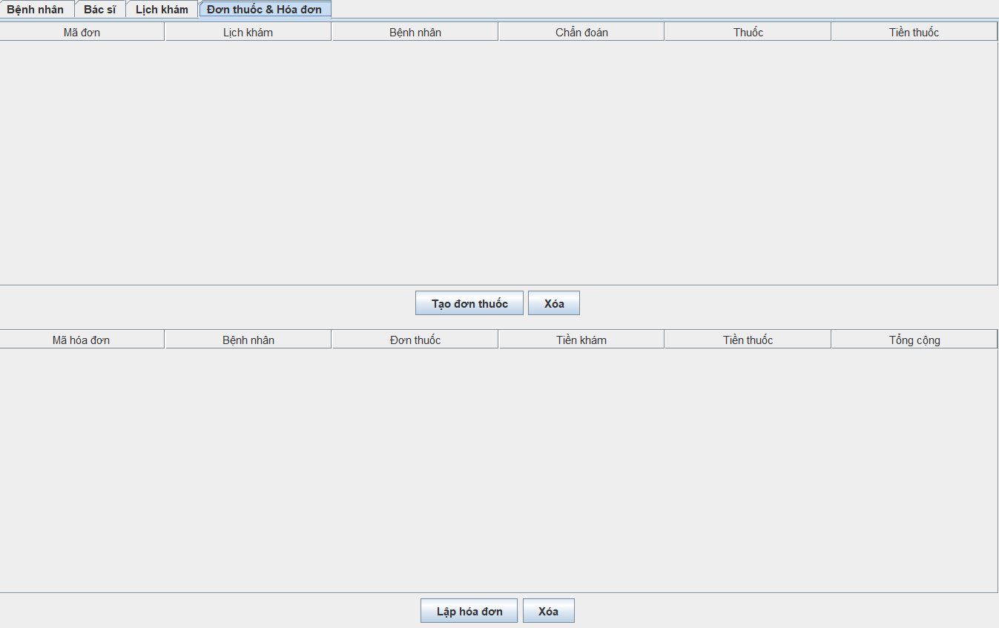 Bệnh nhân Bác sĩ Lịch khám Đơn thuốc & Hóa đơn
Mã đơn Lịch khám Bệnh nhân Chẩn đoán Thuốc Tiền thuốc
Tạo đơn thuốc Xóa
Mã hóa đơn Bệnh nhân Đơn thuốc Tiền khám Tiền thuốc Tổng cộng
Lập hóa đơn Xóa